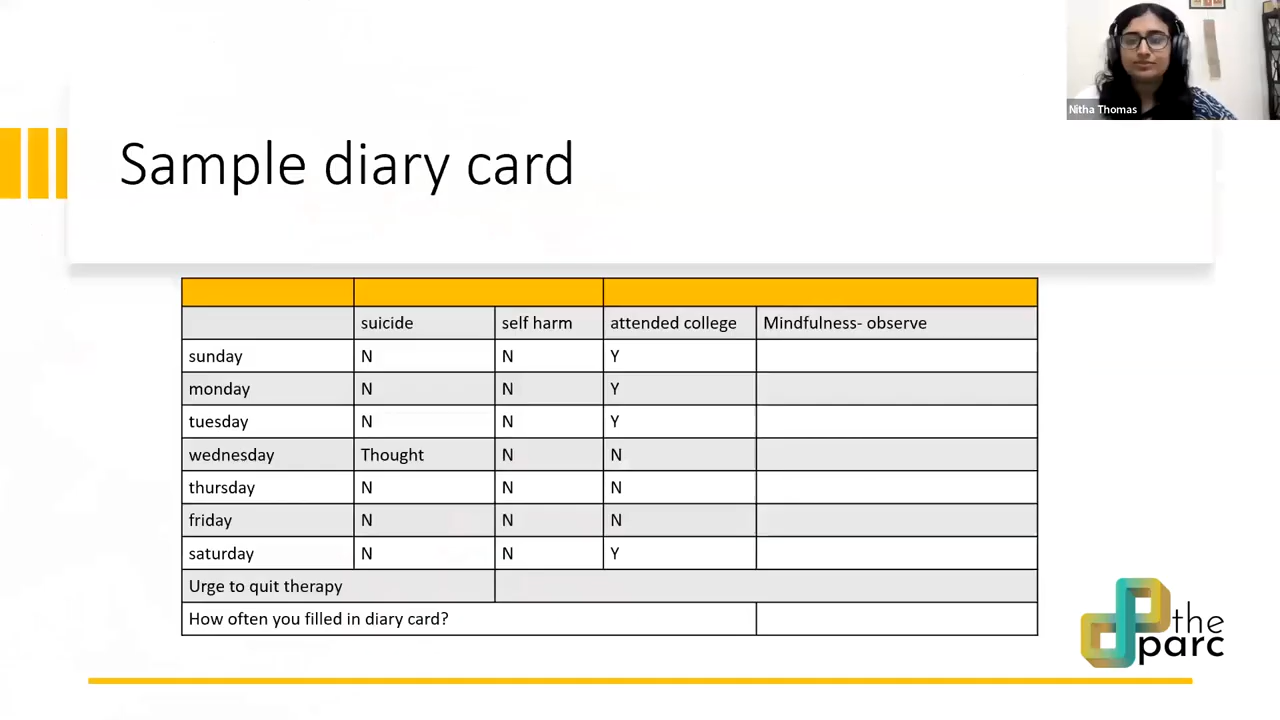 Nitha Thomas
Sample diary card
suicide self harm attended college Mindfulness- observe
sunday N N Y
monday N N Y
tuesday N N Y
wednesday Thought N N
thursday N N N
friday N N N
saturday N N Y
Urge to quit therapy
How often you filled in diary card?
the
parc